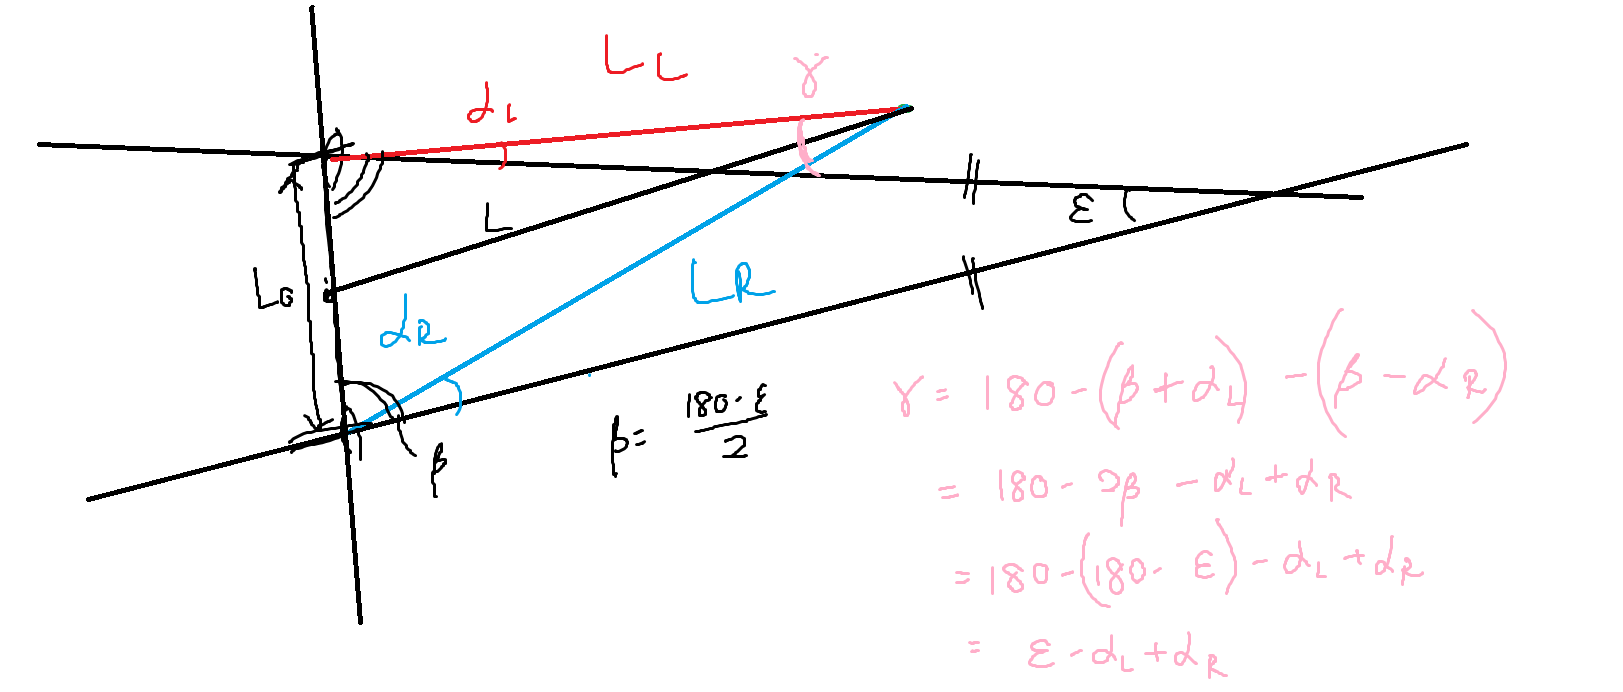 L_L
γ
α_L
L
ε
L_G
L_R
α_R
β
β = (180 - ε)/2
γ = 180 - (β + α_L) - (β - α_R)
= 180 - 2β - α_L + α_R
= 180 - (180 - ε) - α_L + α_R
= ε - α_L + α_R